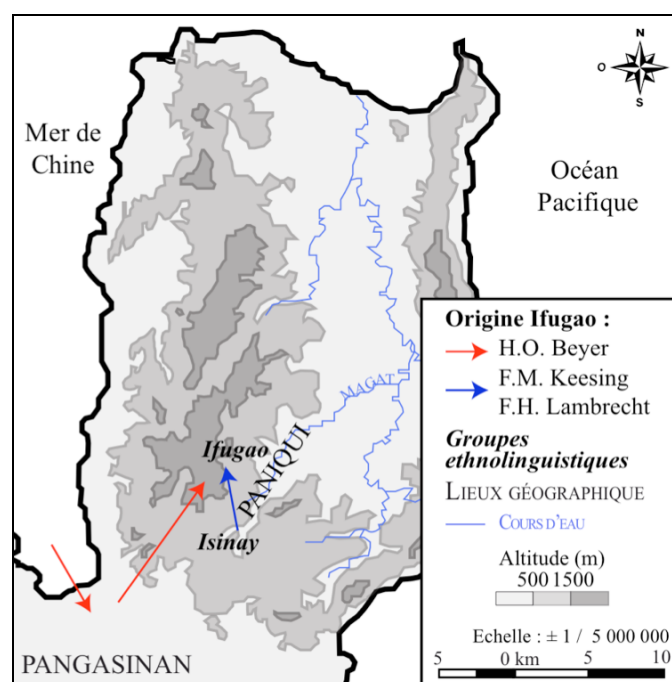 N
O
E
S
Mer de
Chine
Océan
Pacifique
MAGAT
PANIQUI
Ifugao
Isinay
PANGASINAN
Origine Ifugao :
H.O. Beyer
F.M. Keesing
F.H. Lambrecht
Groupes
ethnolinguistiques
LIEUX GÉOGRAPHIQUE
COURS D'EAU
Altitude (m)
500 1500
Echelle : ± 1 / 5 000 000
5 0 km 5 10